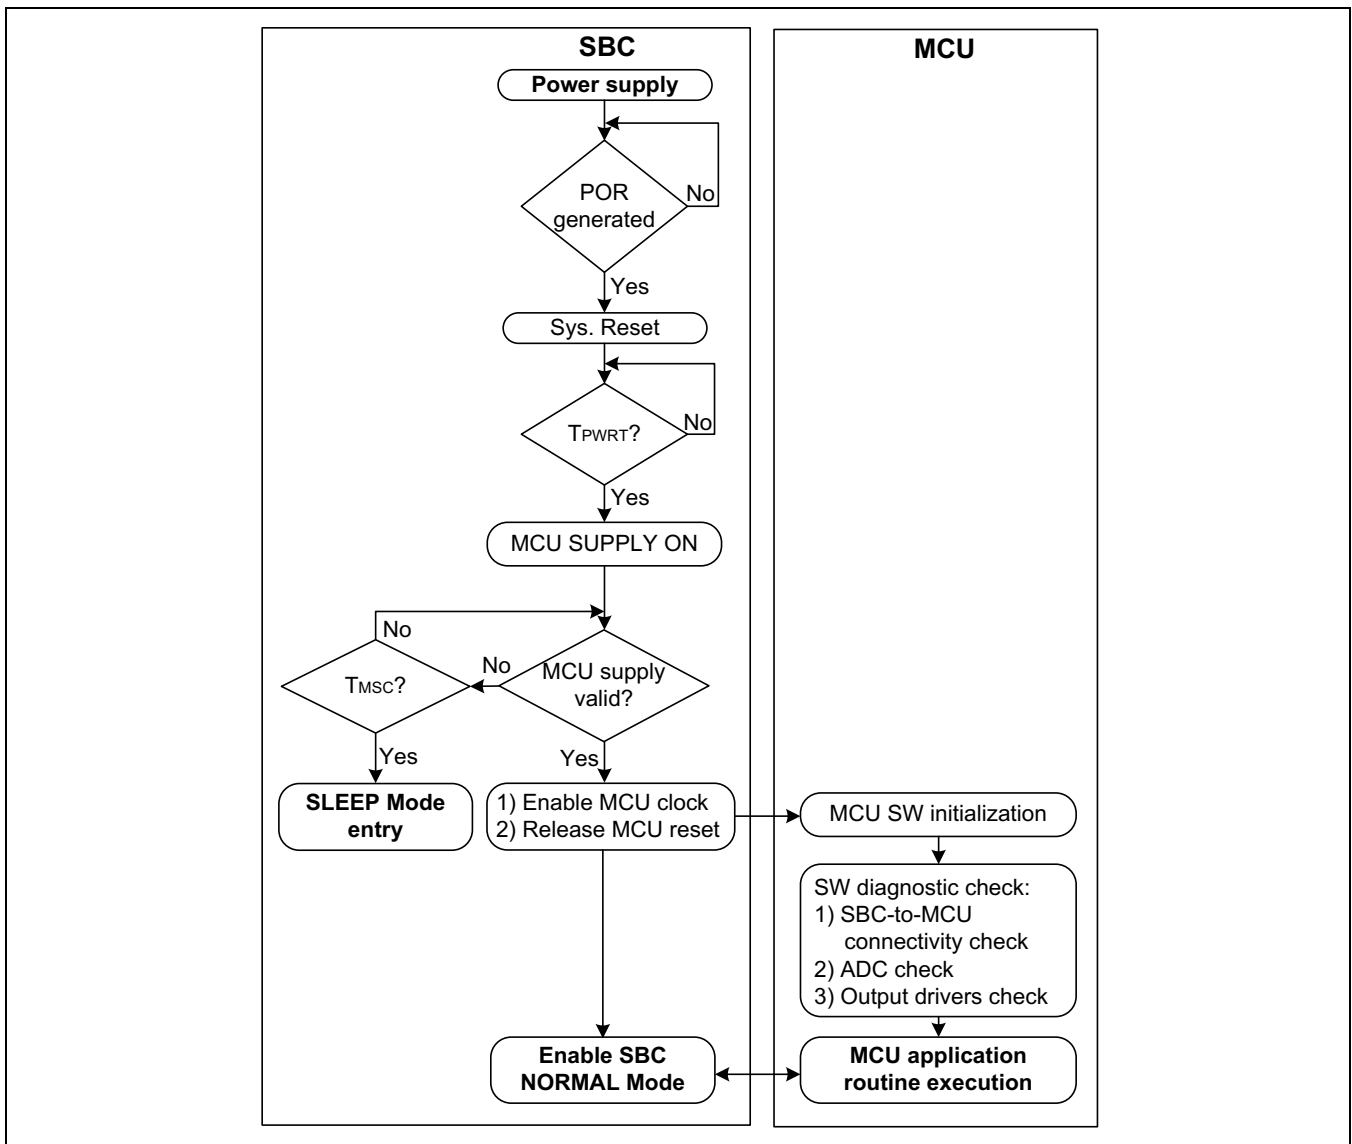 SBC
MCU
Power supply
POR
generated
No
Yes
Sys. Reset
TPWRT?
No
Yes
MCU SUPPLY ON
No
TMSC?
No
MCU supply
valid?
Yes
Yes
SLEEP Mode
entry
1) Enable MCU clock
2) Release MCU reset
MCU SW initialization
SW diagnostic check:
1) SBC-to-MCU
connectivity check
2) ADC check
3) Output drivers check
Enable SBC
NORMAL Mode
MCU application
routine execution